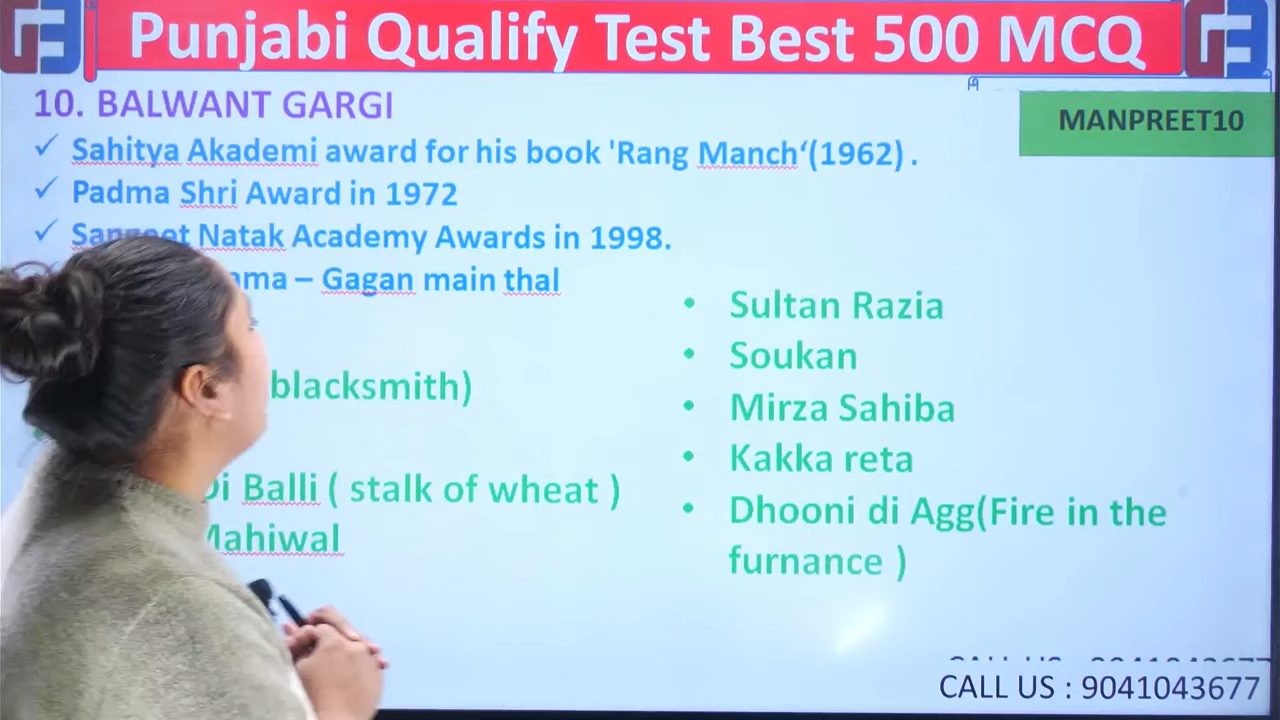 Punjabi Qualify Test Best 500 MCQ
10. BALWANT GARGI
MANPREET10
✓ Sahitya Akademi award for his book 'Rang Manch‘(1962) .
✓ Padma Shri Award in 1972
✓ Sangeet Natak Academy Awards in 1998.
– Gagan main thal
blacksmith)
Di Balli ( stalk of wheat )
Mahiwal
• Sultan Razia
• Soukan
• Mirza Sahiba
• Kakka reta
• Dhooni di Agg(Fire in the
furnance )
CALL US : 9041043677